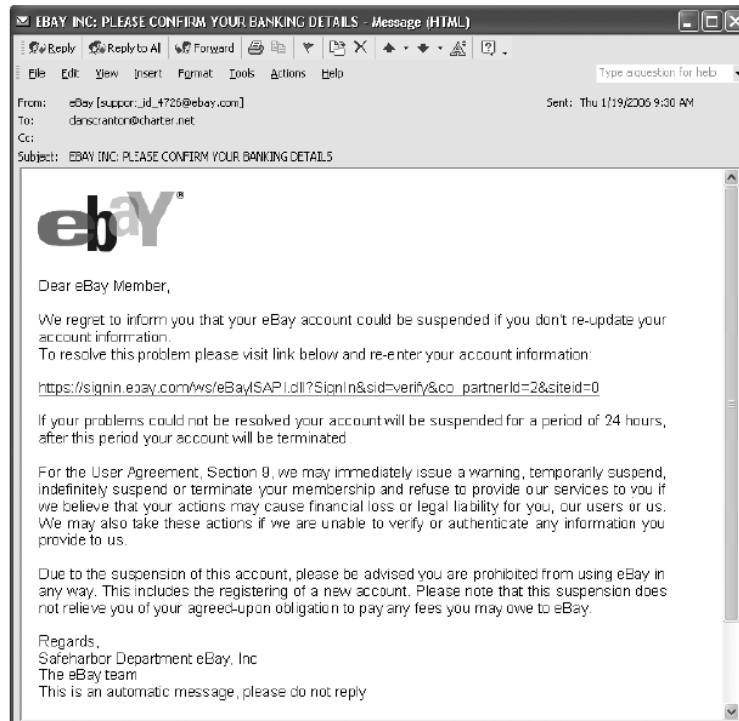 EBAY INC: PLEASE CONFIRM YOUR BANKING DETAILS - Message (HTML)
Reply Reply to All Forward
File Edit View Insert Format Tools Actions Help Type a question for help
From: eBay [support_id_4726@ebay.com] Sent: Thu 1/19/2006 9:30 AM
To: danscranton@charter.net
Cc:
Subject: EBAY INC: PLEASE CONFIRM YOUR BANKING DETAILS
ebaY®
Dear eBay Member,
We regret to inform you that your eBay account could be suspended if you don't re-update your
account information.
To resolve this problem please visit link below and re-enter your account information:
https://signin.ebay.com/ws/eBayISAPI.dll?SignIn&sid=verify&co_partnerId=2&siteid=0
If your problems could not be resolved your account will be suspended for a period of 24 hours,
after this period your account will be terminated.
For the User Agreement, Section 9, we may immediately issue a warning, temporarily suspend,
indefinitely suspend or terminate your membership and refuse to provide our services to you if
we believe that your actions may cause financial loss or legal liability for you, our users or us.
We may also take these actions if we are unable to verify or authenticate any information you
provide to us.
Due to the suspension of this account, please be advised you are prohibited from using eBay in
any way. This includes the registering of a new account. Please note that this suspension does
not relieve you of your agreed-upon obligation to pay any fees you may owe to eBay.
Regards,
Safeharbor Department eBay, Inc
The eBay team
This is an automatic message, please do not reply